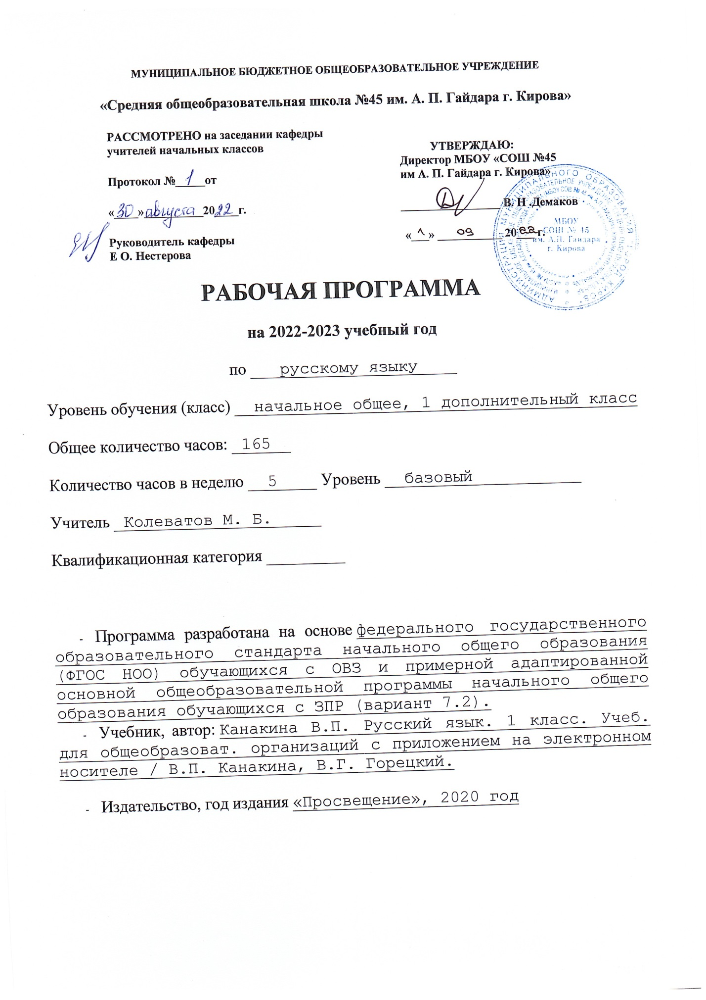 МУНИЦИПАЛЬНОЕ БЮДЖЕТНОЕ ОБЩЕОБРАЗОВАТЕЛЬНОЕ УЧРЕЖДЕНИЕ
«Средняя общеобразовательная школа №45 им. А. П. Гайдара г. Кирова»
РАССМОТРЕНО на заседании кафедры
учителей начальных классов
Протокол № 1 от
«30» августа 2022 г.
Руководитель кафедры
Е О. Нестерова
УТВЕРЖДАЮ:
Директор МБОУ «СОШ №45
им А. П. Гайдара г. Кирова»
В. Н .Демаков
«1» 09 2022 г.
МБОУ
СОШ № 45
им. А.П. Гайдара
г. Кирова
РАБОЧАЯ ПРОГРАММА
на 2022-2023 учебный год
по русскому языку
Уровень обучения (класс) начальное общее, 1 дополнительный класс
Общее количество часов: 165
Количество часов в неделю 5 Уровень базовый
Учитель Колеватов М. Б.
Квалификационная категория
- Программа разработана на основе федерального государственного
образовательного стандарта начального общего образования
(ФГОС НОО) обучающихся с ОВЗ и примерной адаптированной
основной общеобразовательной программы начального общего
образования обучающихся с ЗПР (вариант 7.2).
- Учебник, автор: Канакина В.П. Русский язык. 1 класс. Учеб.
для общеобразоват. организаций с приложением на электронном
носителе / В.П. Канакина, В.Г. Горецкий.
- Издательство, год издания «Просвещение», 2020 год